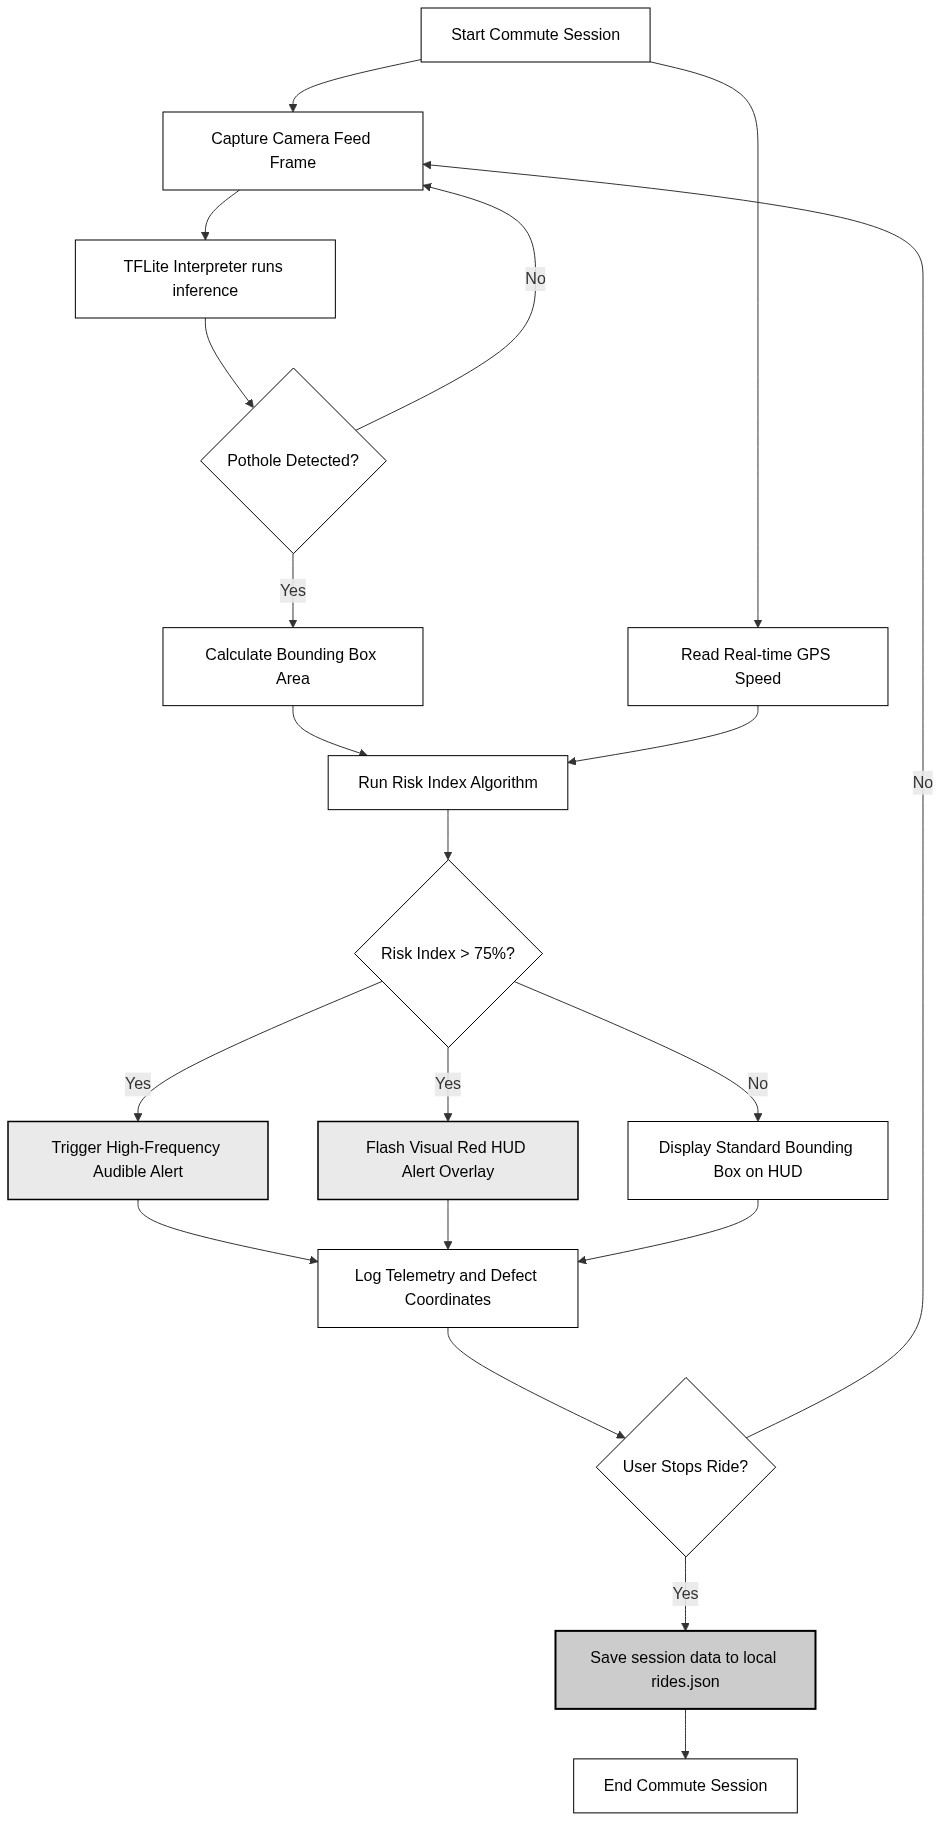 Start Commute Session
Capture Camera Feed
Frame
TFLite Interpreter runs
inference
No
Pothole Detected?
Yes
Calculate Bounding Box
Area
Read Real-time GPS
Speed
Run Risk Index Algorithm
No
Risk Index > 75%?
Yes
Yes
No
Trigger High-Frequency
Audible Alert
Flash Visual Red HUD
Alert Overlay
Display Standard Bounding
Box on HUD
Log Telemetry and Defect
Coordinates
User Stops Ride?
Yes
Save session data to local
rides.json
End Commute Session